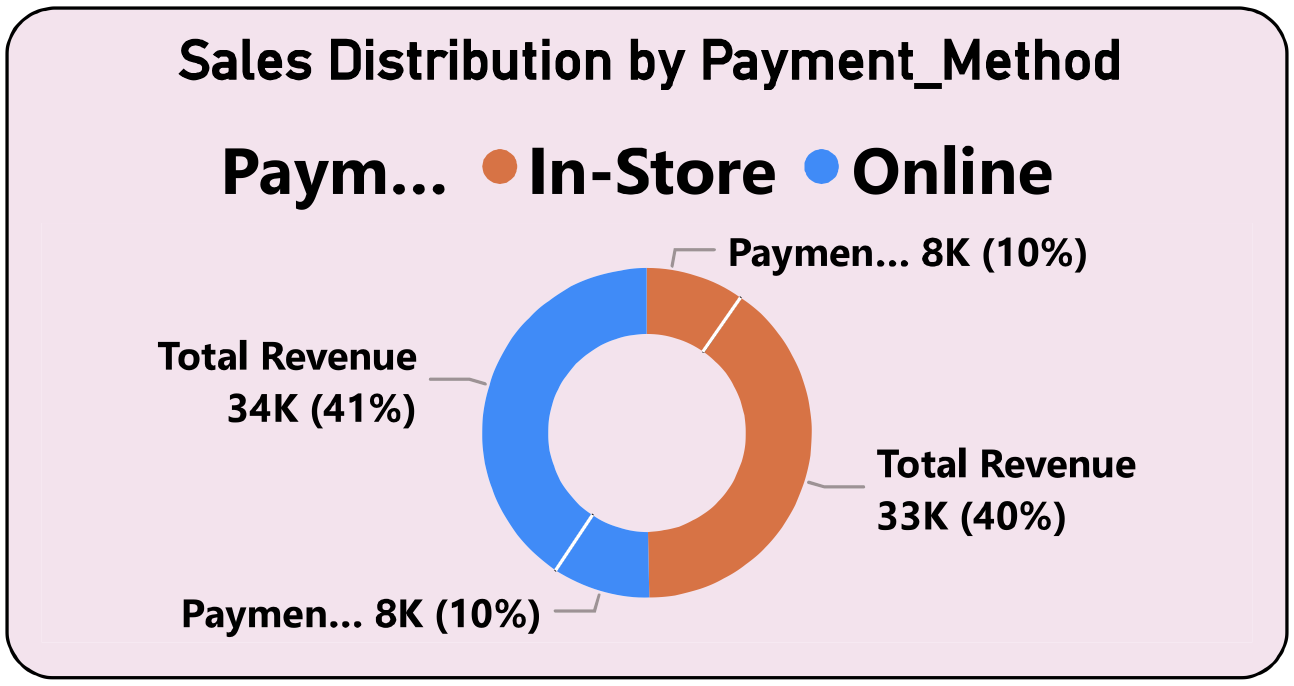 Sales Distribution by Payment_Method
Paym... In-Store Online
Paymen... 8K (10%)
Total Revenue
34K (41%)
Total Revenue
33K (40%)
Paymen... 8K (10%)